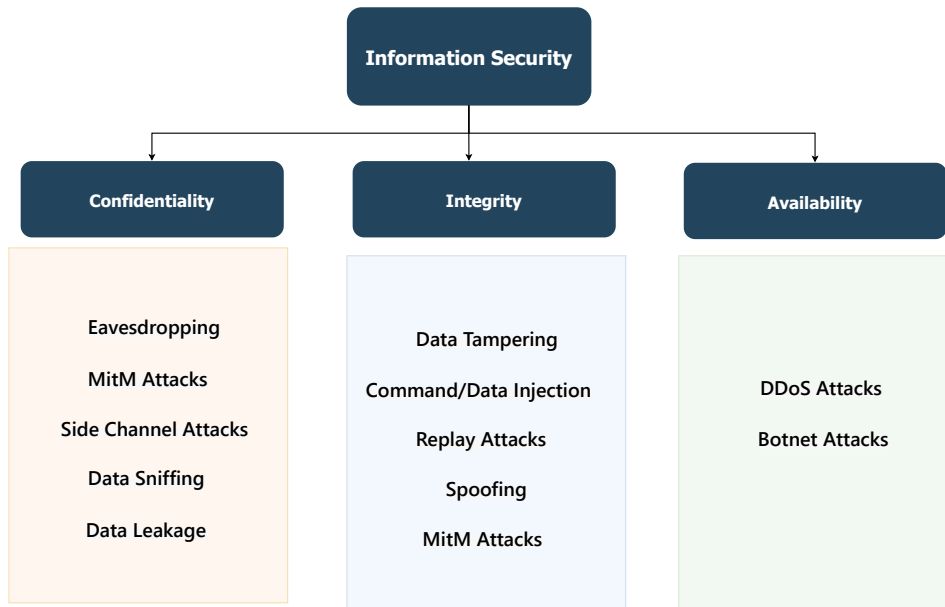 Information Security
Confidentiality
Integrity
Availability
Eavesdropping
MitM Attacks
Side Channel Attacks
Data Sniffing
Data Leakage
Data Tampering
Command/Data Injection
Replay Attacks
Spoofing
MitM Attacks
DDoS Attacks
Botnet Attacks